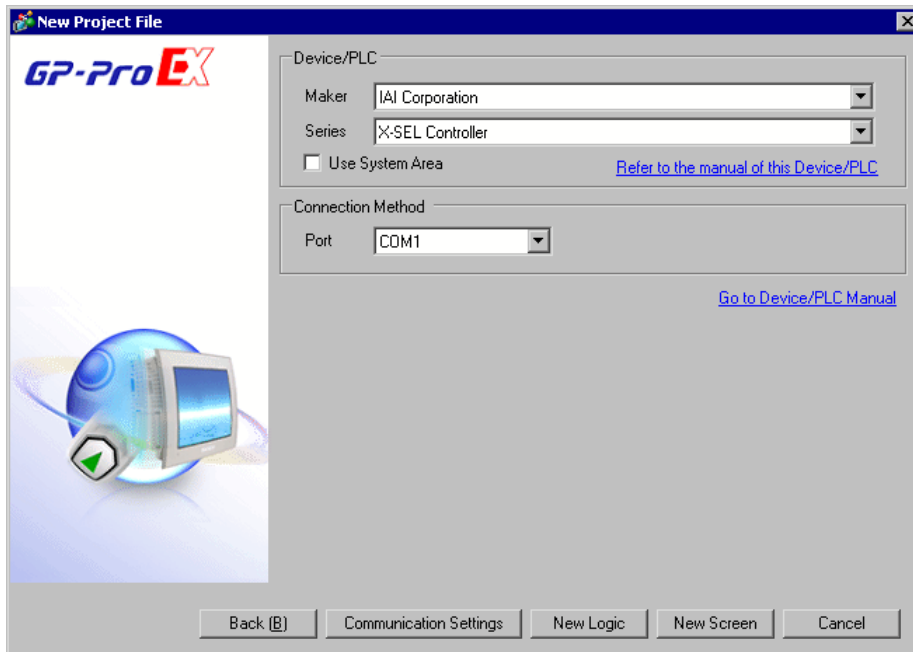 New Project File
GP-Pro EX
Device/PLC
Maker IAI Corporation
Series X-SEL Controller
Use System Area Refer to the manual of this Device/PLC
Connection Method
Port COM1
Go to Device/PLC Manual
Back (B) Communication Settings New Logic New Screen Cancel